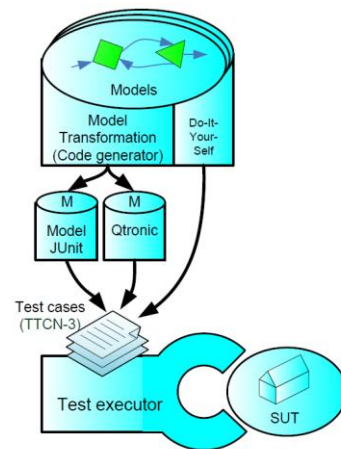 Models
Model
Transformation
(Code generator)
Do-It-
Your-
Self
M
M
Model
JUnit
Qtronic
Test cases
(TTCN-3)
Test executor
SUT